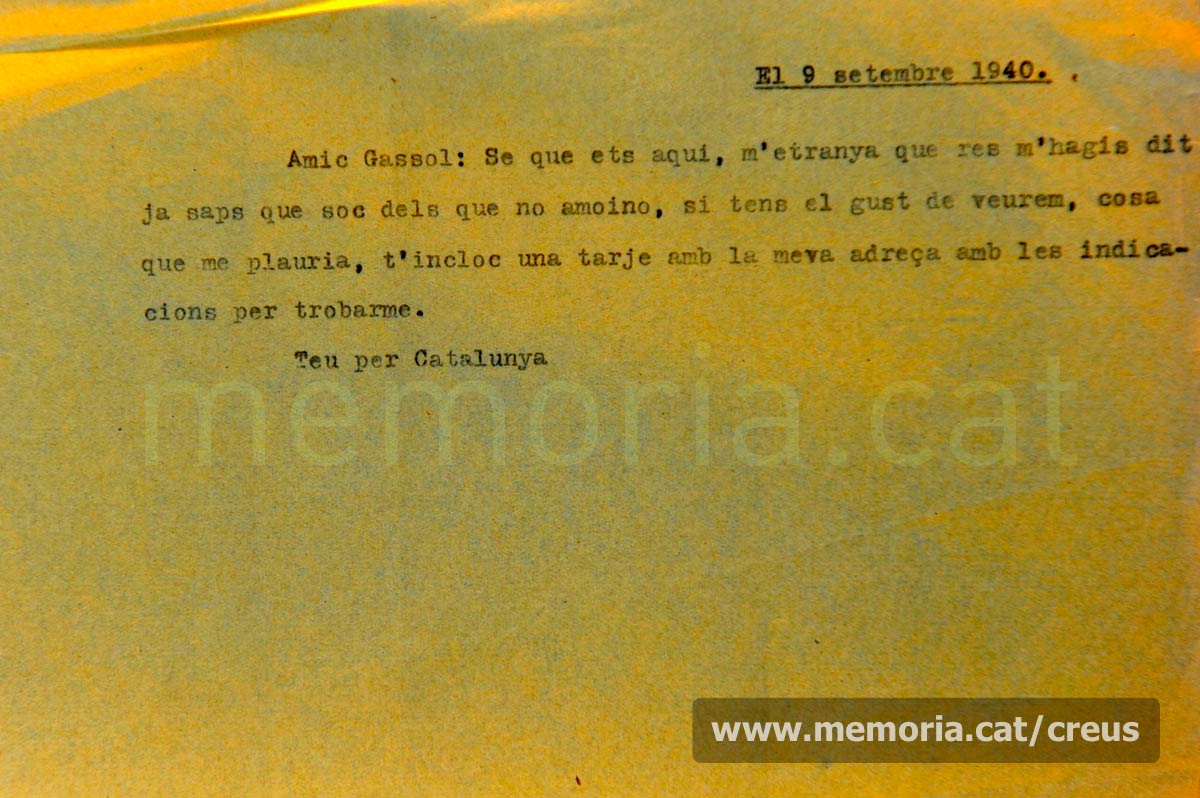 El 9 setembre 1940.
Amic Gassol: Se que ets aqui, m'etranya que res m'hagis dit
ja saps que soc dels que no amoino, si tens el gust de veurem, cosa
que me plauria, t'incloc una tarje amb la meva adreça amb les indica-
cions per trobarme.
Teu per Catalunya
memoria.cat
www.memoria.cat/creus